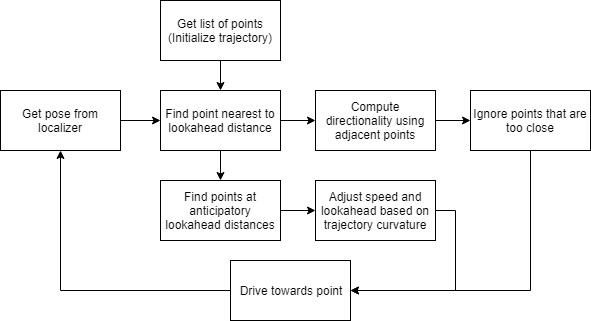 Get list of points
(Initialize trajectory)
Get pose from
localizer
Find point nearest to
lookahead distance
Compute
directionality using
adjacent points
Ignore points that are
too close
Find points at
anticipatory
lookahead distances
Adjust speed and
lookahead based on
trajectory curvature
Drive towards point